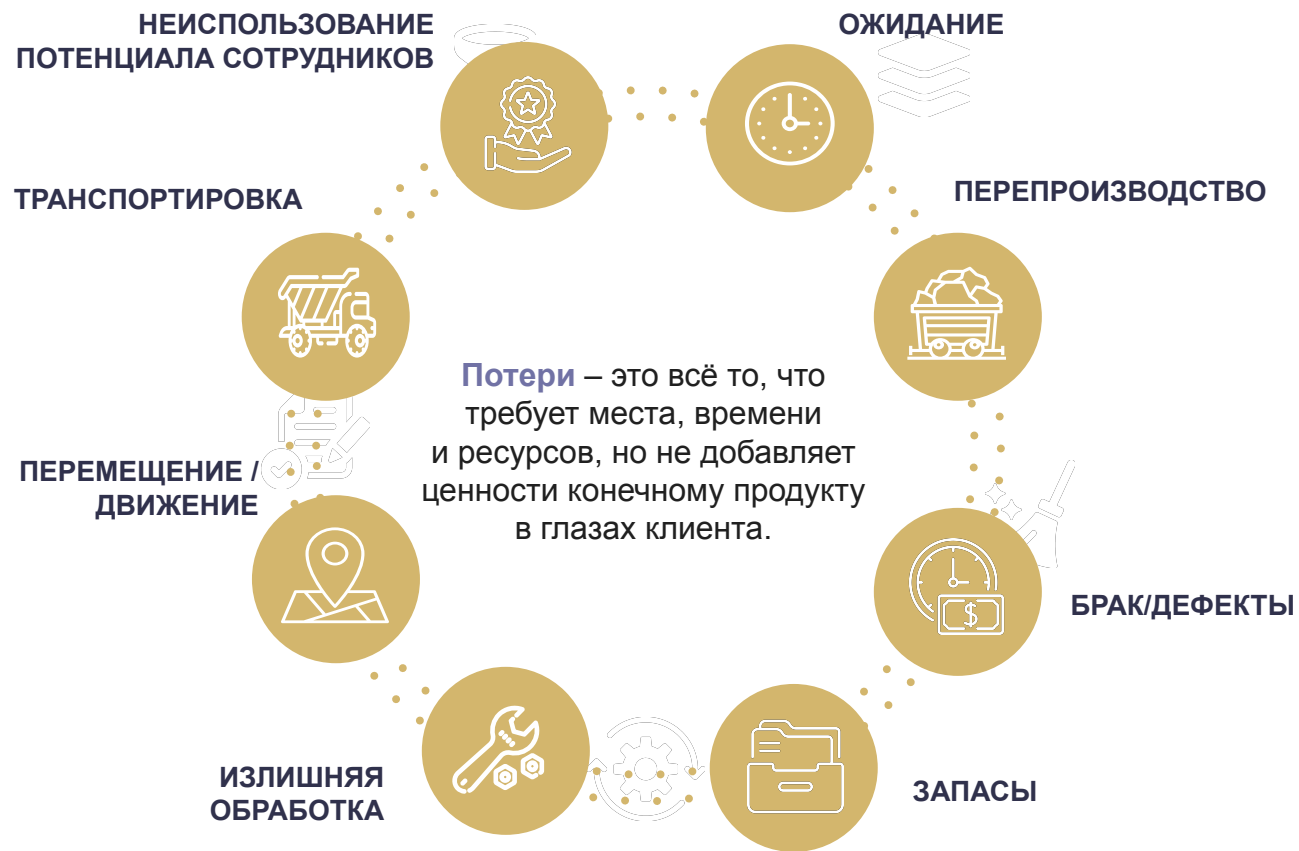 НЕИСПОЛЬЗОВАНИЕ
ПОТЕНЦИАЛА СОТРУДНИКОВ
ОЖИДАНИЕ
ТРАНСПОРТИРОВКА
ПЕРЕПРОИЗВОДСТВО
Потери – это всё то, что
требует места, времени
и ресурсов, но не добавляет
ценности конечному продукту
в глазах клиента.
ПЕРЕМЕЩЕНИЕ /
ДВИЖЕНИЕ
БРАК/ДЕФЕКТЫ
$
ИЗЛИШНЯЯ
ОБРАБОТКА
ЗАПАСЫ